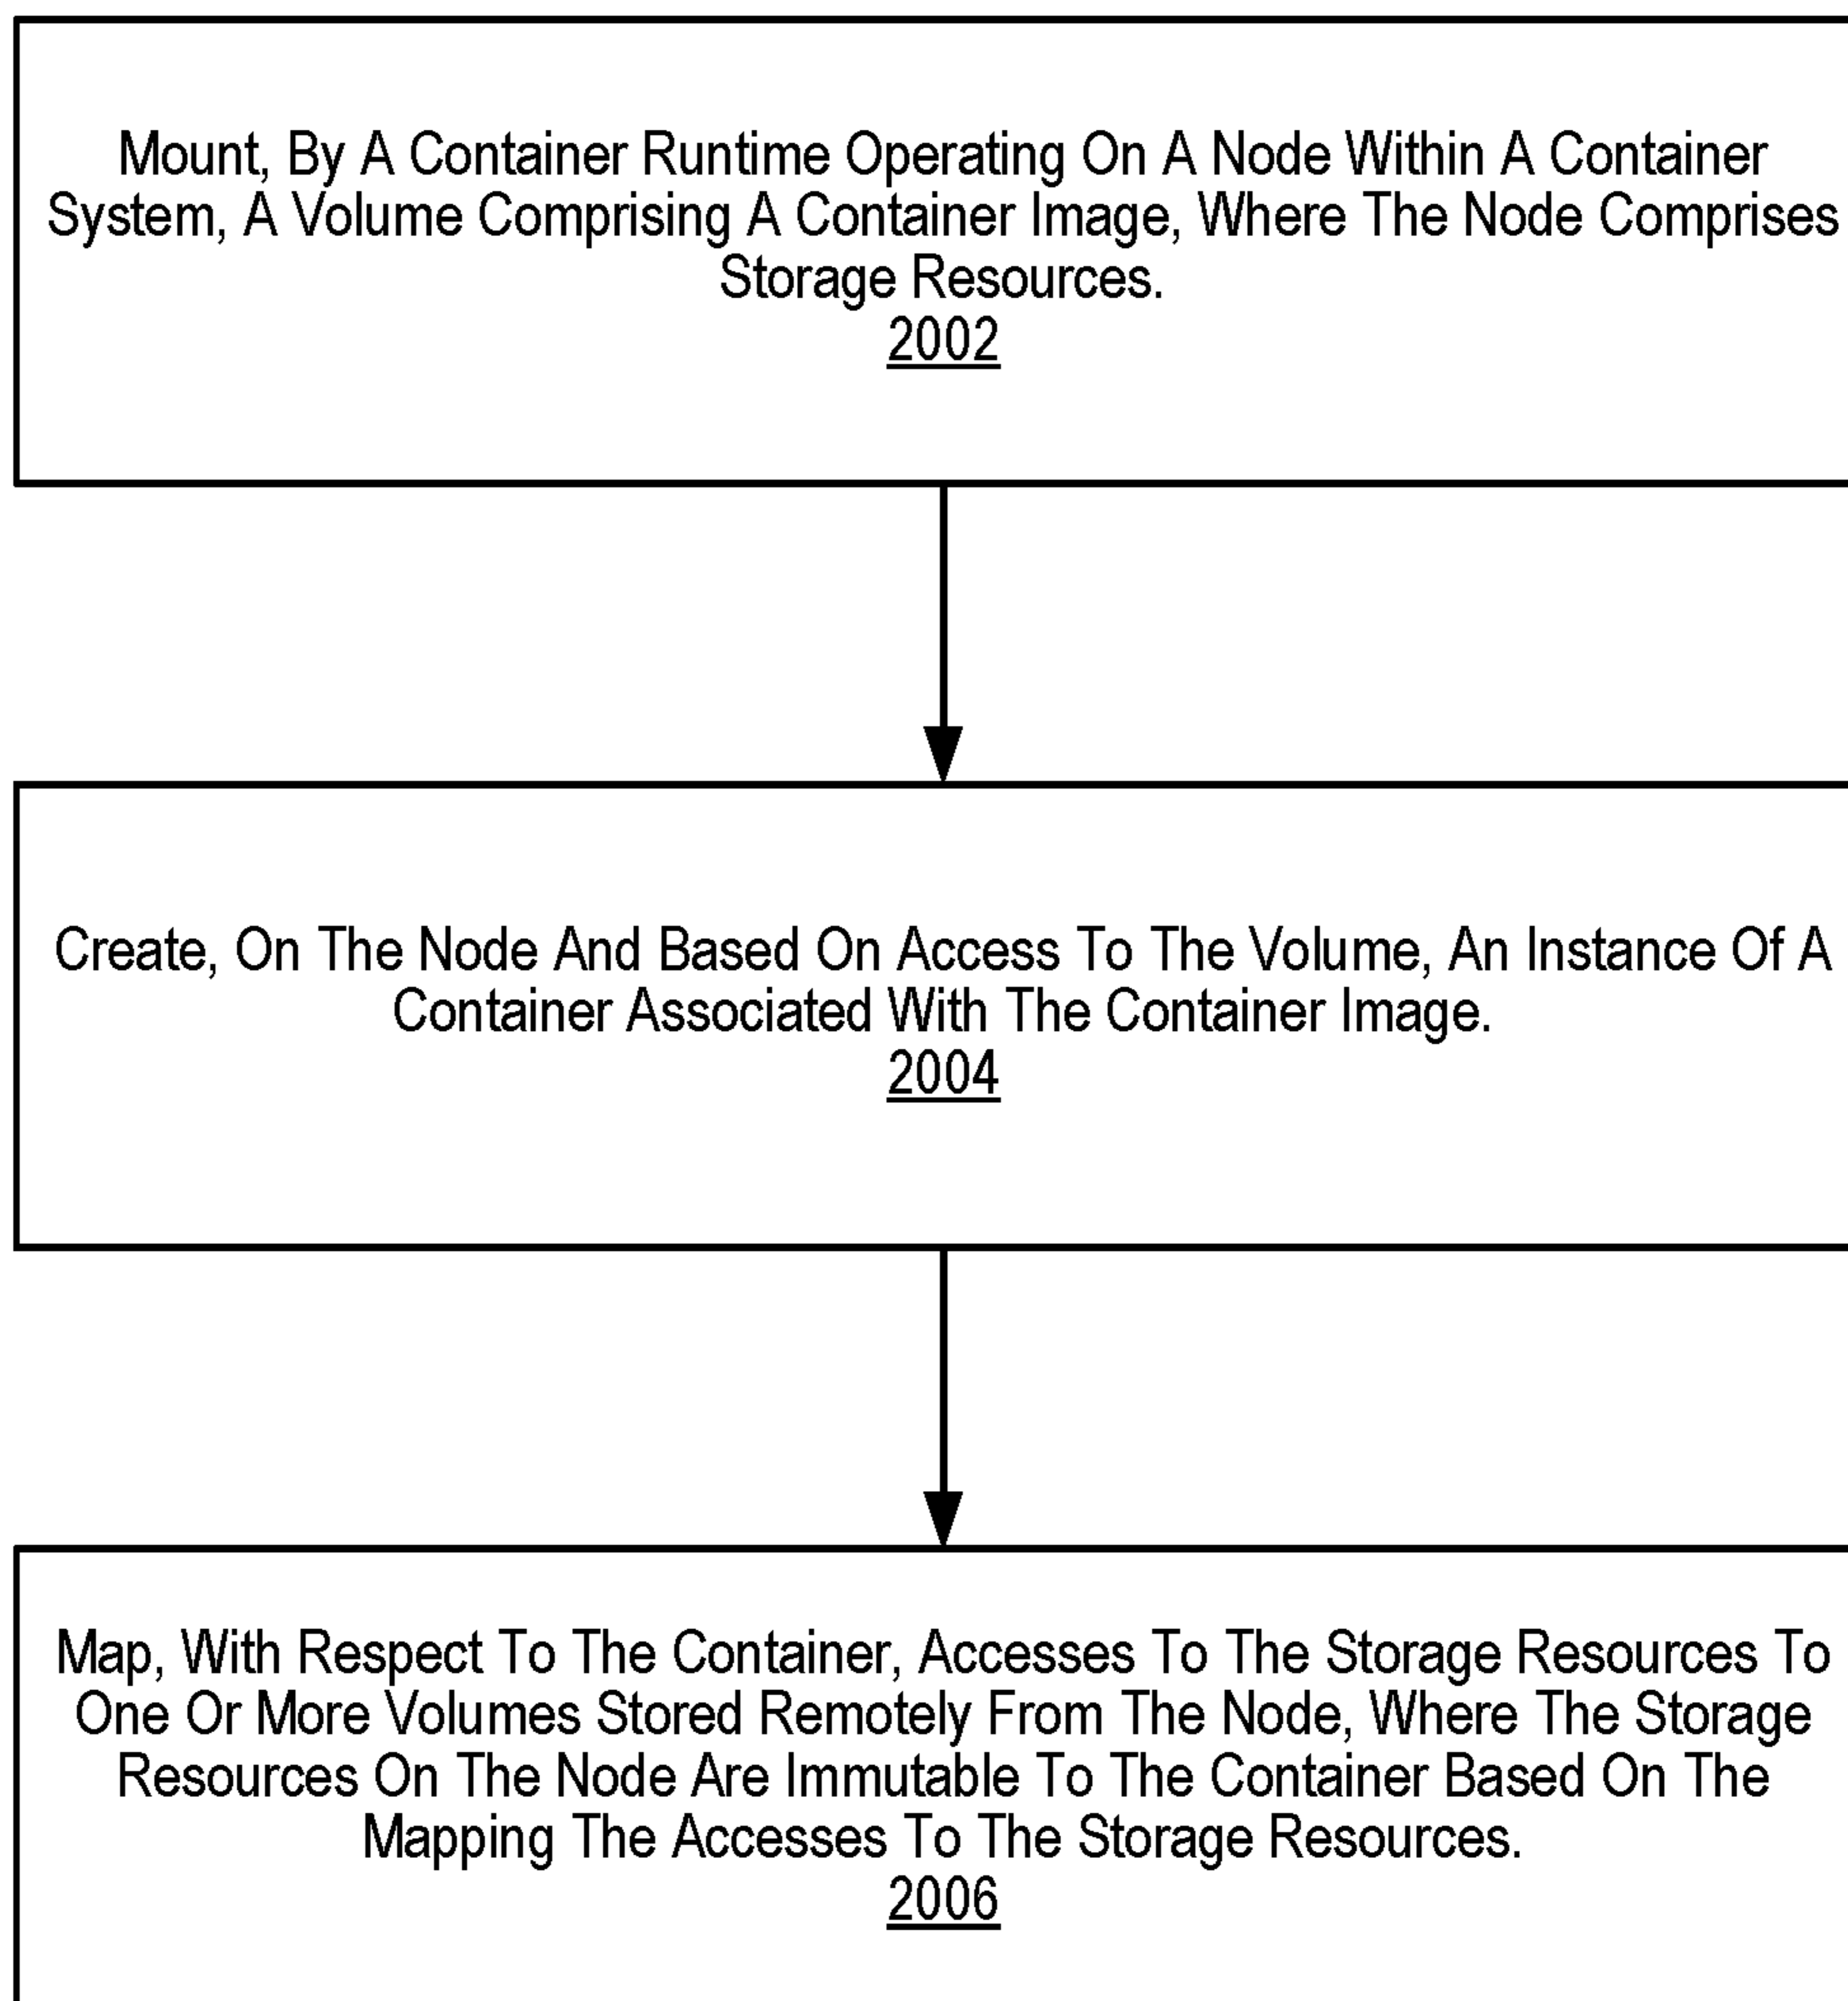 Mount, By A Container Runtime Operating On A Node Within A Container
System, A Volume Comprising A Container Image, Where The Node Comprises
Storage Resources.
2002
Create, On The Node And Based On Access To The Volume, An Instance Of A
Container Associated With The Container Image.
2004
Map, With Respect To The Container, Accesses To The Storage Resources To
One Or More Volumes Stored Remotely From The Node, Where The Storage
Resources On The Node Are Immutable To The Container Based On The
Mapping The Accesses To The Storage Resources.
2006